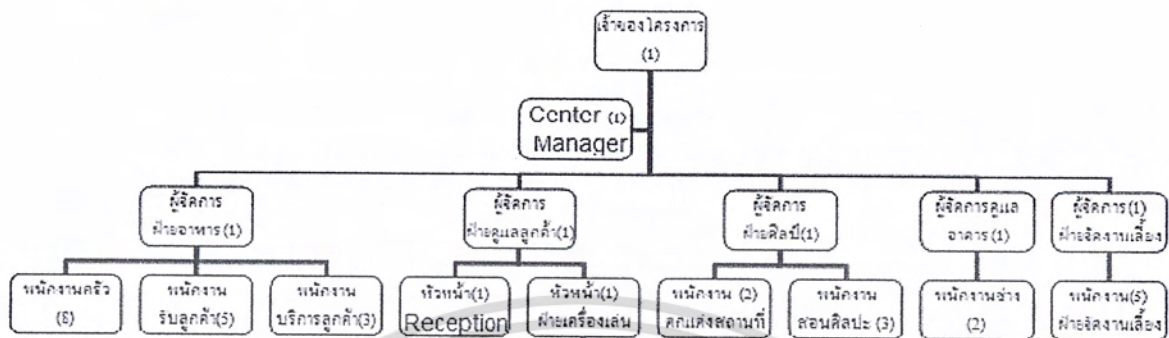 เจ้าของโครงการ
(1)
Center (1)
Manager
ผู้จัดการ
ฝ่ายอาหาร (1)
ผู้จัดการ
ฝ่ายดูแลลูกค้า(1)
ผู้จัดการ
ฝ่ายศิลป์(1)
ผู้จัดการดูแล
อาคาร (1)
ผู้จัดการ(1)
ฝ่ายจัดงานเลี้ยง
พนักงานครัว
(8)
พนักงาน
รับลูกค้า(5)
พนักงาน
บริการลูกค้า(3)
หัวหน้า(1)
Reception
หัวหน้า(1)
ฝ่ายเครื่องเล่น
พนักงาน (2)
ตกแต่งสถานที่
พนักงาน
สอนศิลปะ (3)
พนักงานช่าง
(2)
พนักงาน(5)
ฝ่ายจัดงานเลี้ยง